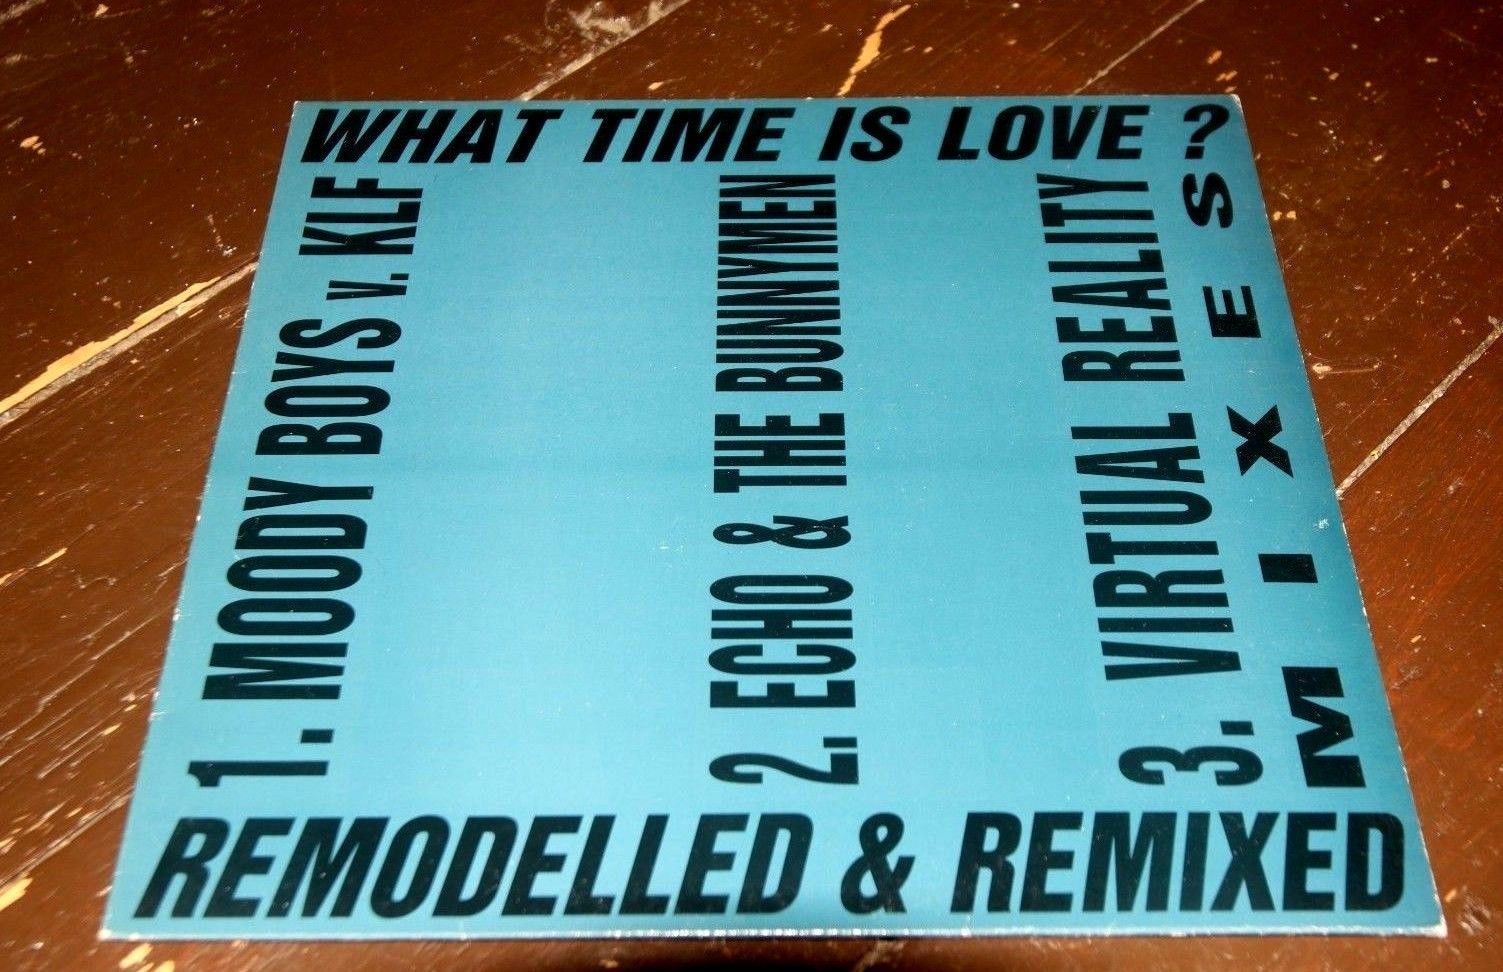 WHAT TIME IS LOVE ?
1. MOODY BOYS v. KLF
2. ECHO & THE BUNNYMEN
3. VIRTUAL REALITY
MIXES
REMODELLED & REMIXED